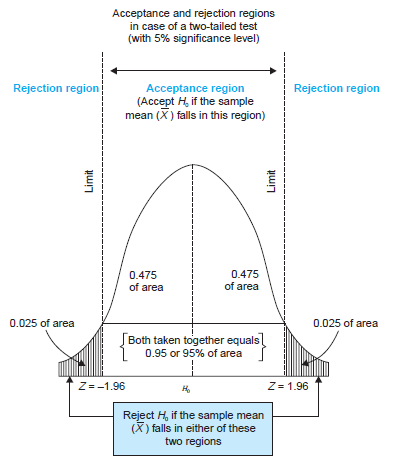 Acceptance and rejection regions
in case of a two-tailed test
(with 5% significance level)
Rejection region
Acceptance region
(Accept H₀ if the sample
mean (X̅) falls in this region)
Rejection region
Limit
Limit
0.475
of area
0.475
of area
0.025 of area
0.025 of area
Both taken together equals
0.95 or 95% of area
Z = –1.96
H₀
Z = 1.96
Reject H₀ if the sample mean
(X̅) falls in either of these
two regions